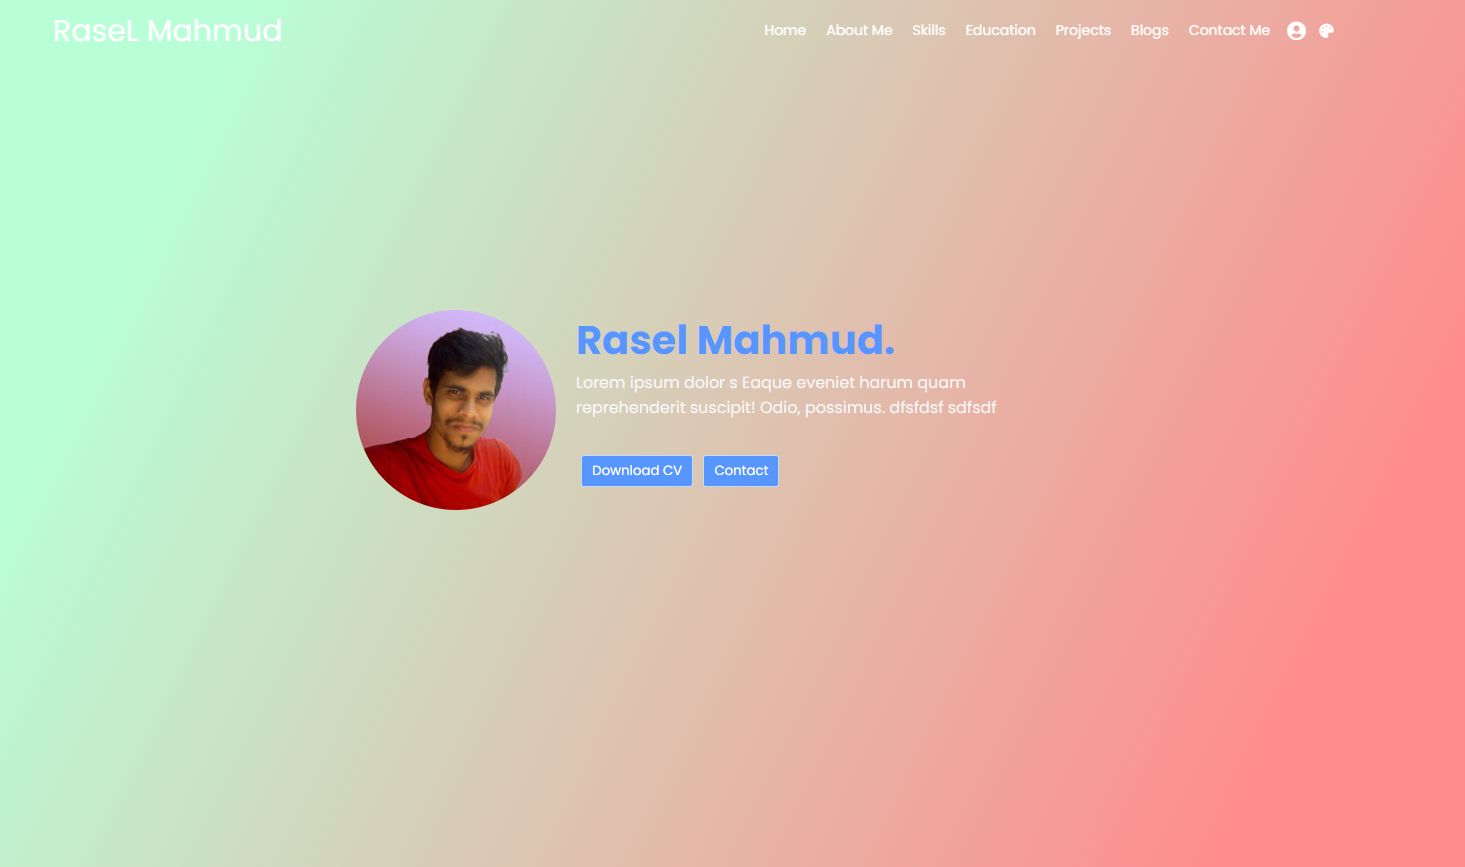 RaseL Mahmud
Home About Me Skills Education Projects Blogs Contact Me
Rasel Mahmud.
Lorem ipsum dolor s Eaque eveniet harum quam
reprehenderit suscipit! Odio, possimus. dfsfdsf sdfsdf
Download CV Contact